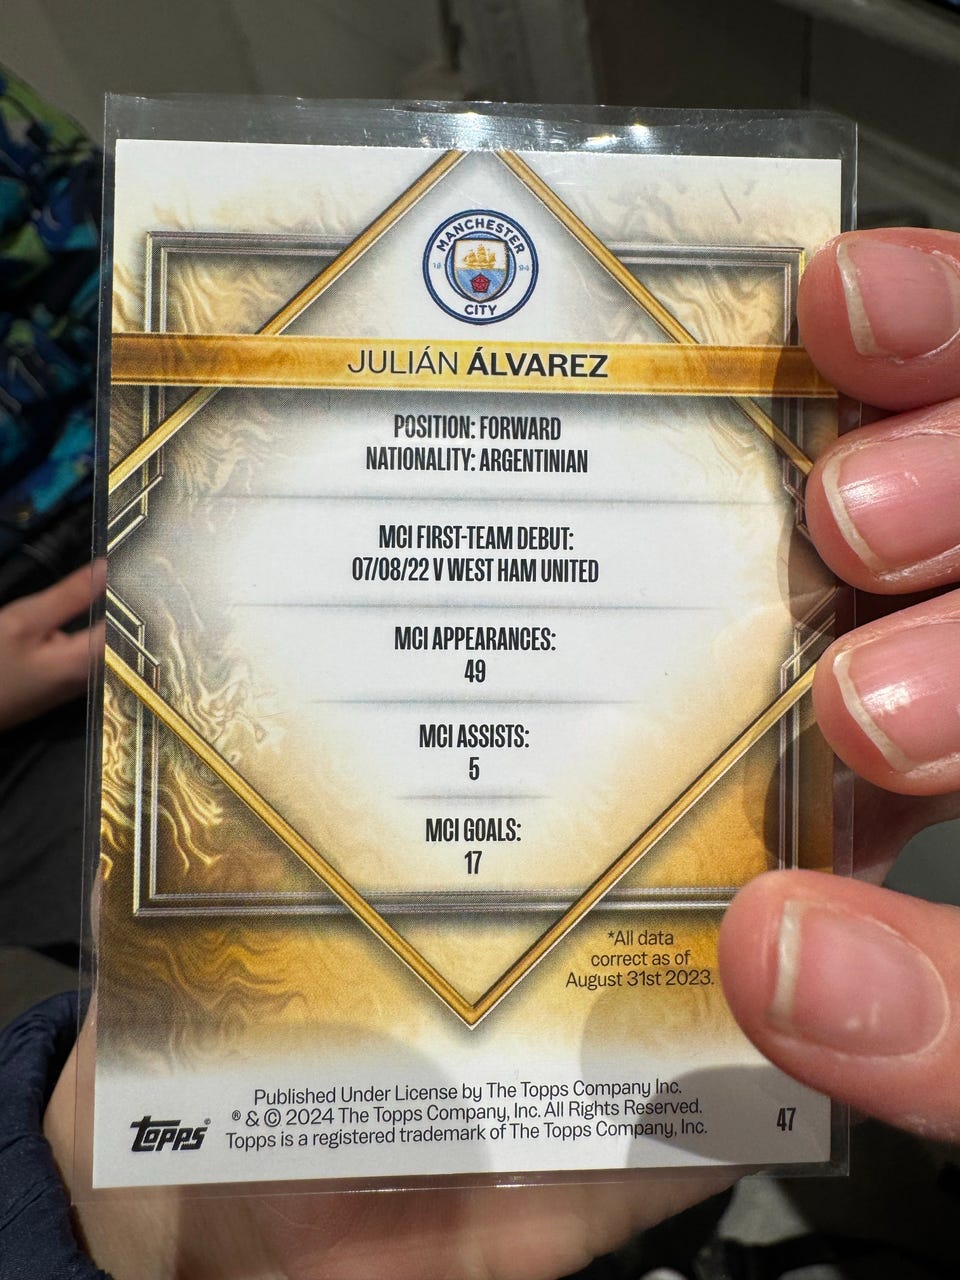 MANCHESTER
18 94
CITY
JULIÁN ÁLVAREZ
POSITION: FORWARD
NATIONALITY: ARGENTINIAN
MCI FIRST-TEAM DEBUT:
07/08/22 V WEST HAM UNITED
MCI APPEARANCES:
49
MCI ASSISTS:
5
MCI GOALS:
17
*All data
correct as of
August 31st 2023.
Published Under License by The Topps Company Inc.
® & © 2024 The Topps Company, Inc. All Rights Reserved.
Topps is a registered trademark of The Topps Company, Inc.
topps®
47